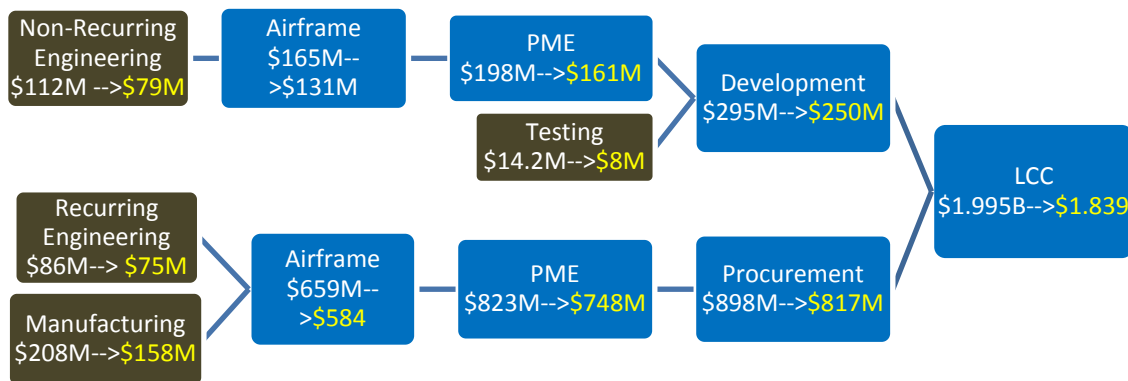 Non-Recurring
Engineering
$112M -->$79M
Airframe
$165M--
>$131M
PME
$198M-->$161M
Testing
$14.2M-->$8M
Development
$295M-->$250M
LCC
$1.995B-->$1.839
Recurring
Engineering
$86M--> $75M
Manufacturing
$208M-->$158M
Airframe
$659M--
>$584
PME
$823M-->$748M
Procurement
$898M-->$817M